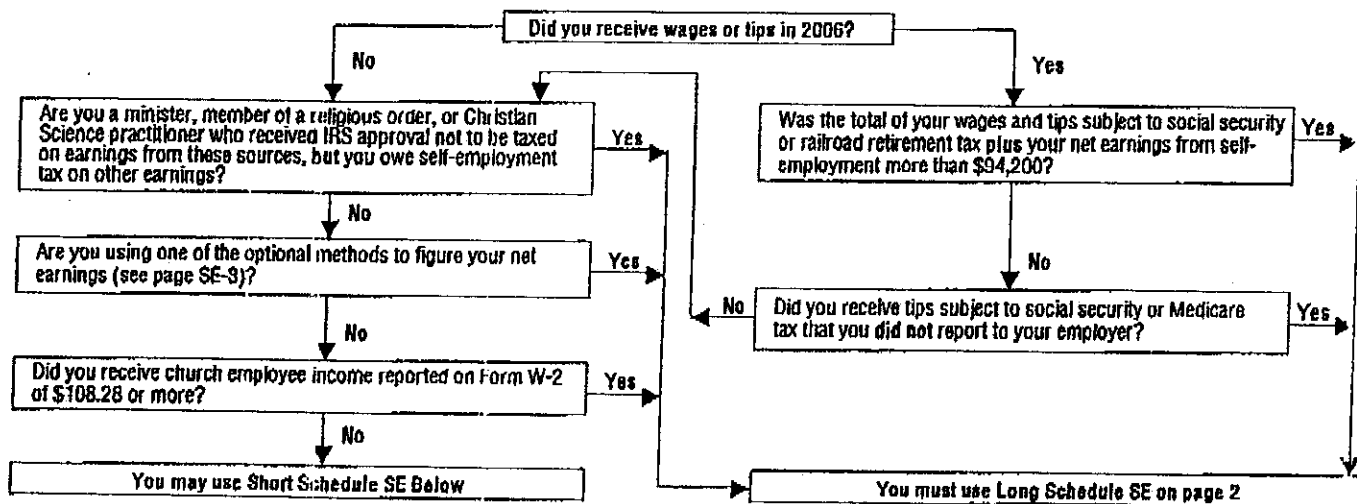 Did you receive wages or tips in 2006?
No
Yes
Are you a minister, member of a religious order, or Christian
Science practitioner who received IRS approval not to be taxed
on earnings from these sources, but you owe self-employment
tax on other earnings?
Yes
Was the total of your wages and tips subject to social security
or railroad retirement tax plus your net earnings from self-
employment more than $94,200?
Yes
No
No
Are you using one of the optional methods to figure your net
earnings (see page SE-3)?
Yes
No
Did you receive tips subject to social security or Medicare
tax that you did not report to your employer?
Yes
No
Did you receive church employee income reported on Form W-2
of $108.28 or more?
Yes
No
You may use Short Schedule SE Below
You must use Long Schedule SE on page 2